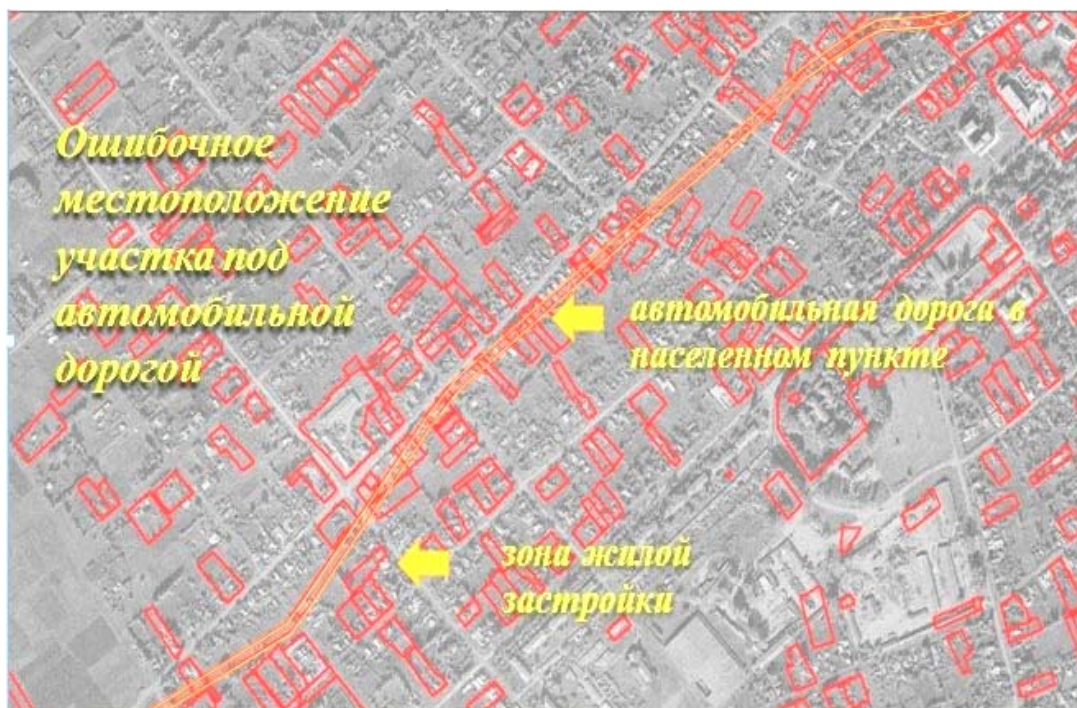 Ошибочное
местоположение
участка под
автомобильной
дорогой
автомобильная дорога в
населенном пункте
зона жилой
застройки